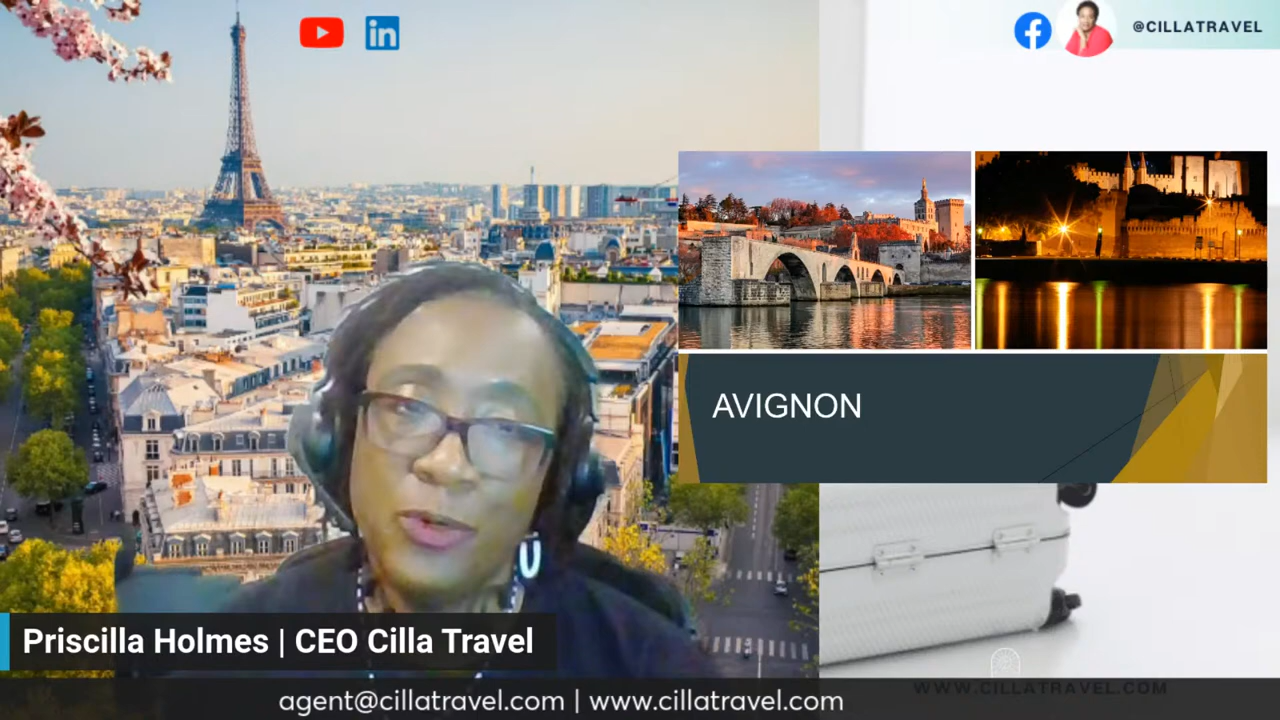 @CILLATRAVEL
AVIGNON
Priscilla Holmes | CEO Cilla Travel
WWW.CILLATRAVEL.COM
agent@cillatravel.com | www.cillatravel.com